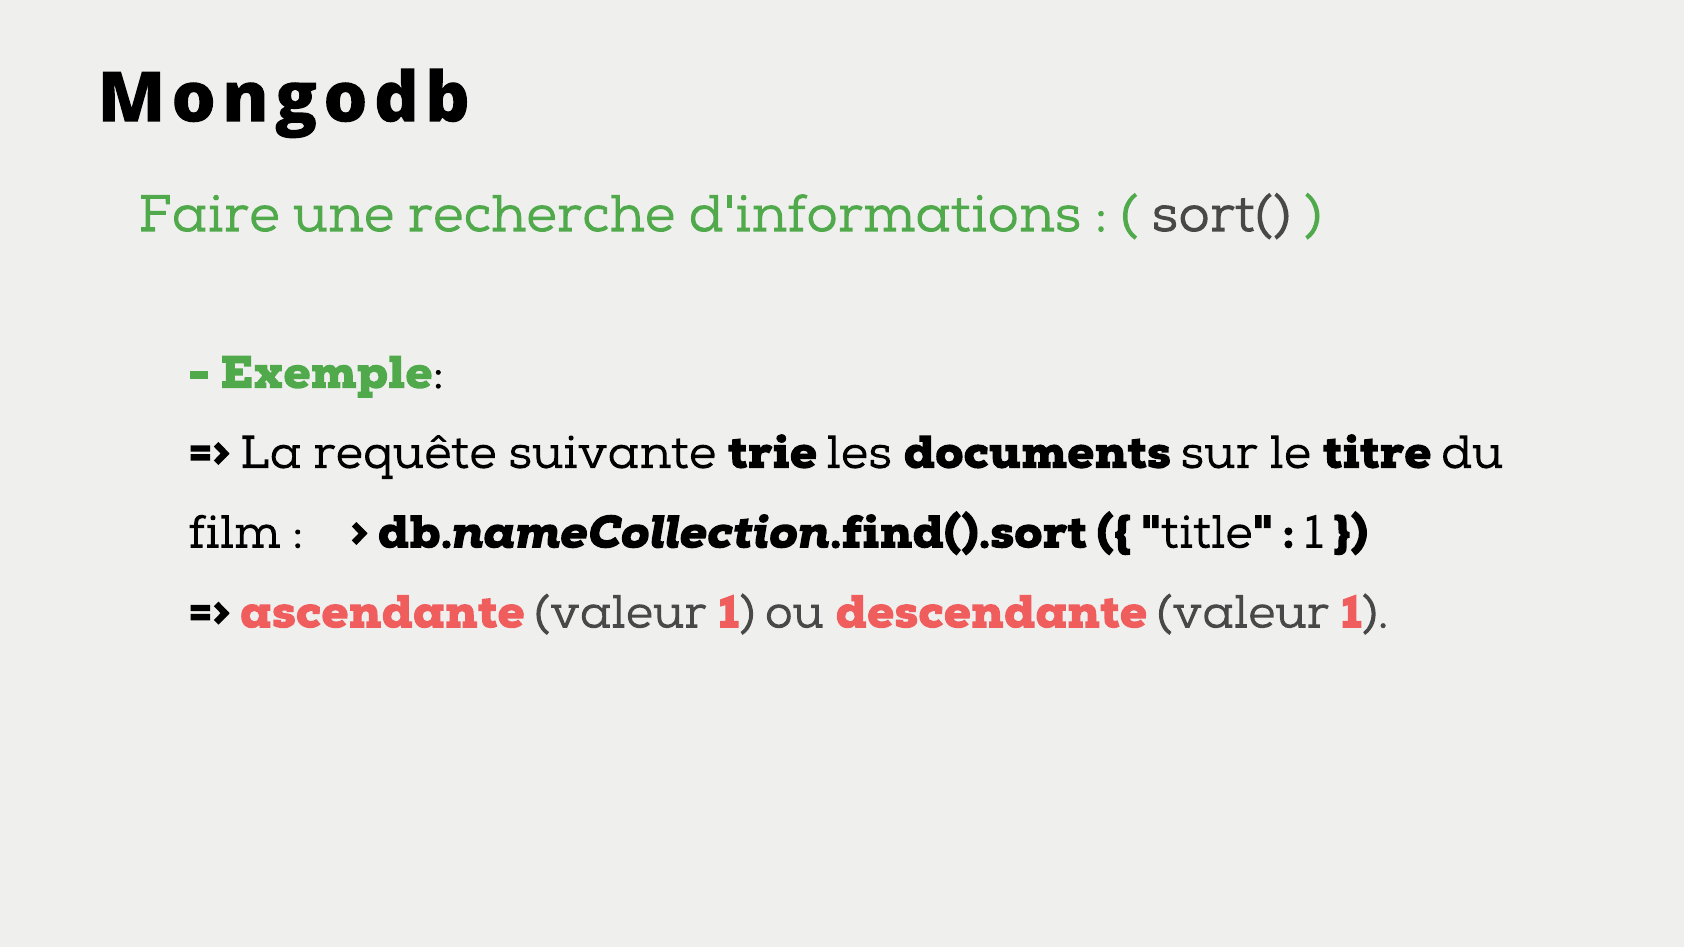 Mongodb
Faire une recherche d'informations : ( sort() )
- Exemple:
=> La requête suivante trie les documents sur le titre du
film : > db.nameCollection.find().sort ({ "title" : 1 })
=> ascendante (valeur 1) ou descendante (valeur 1).